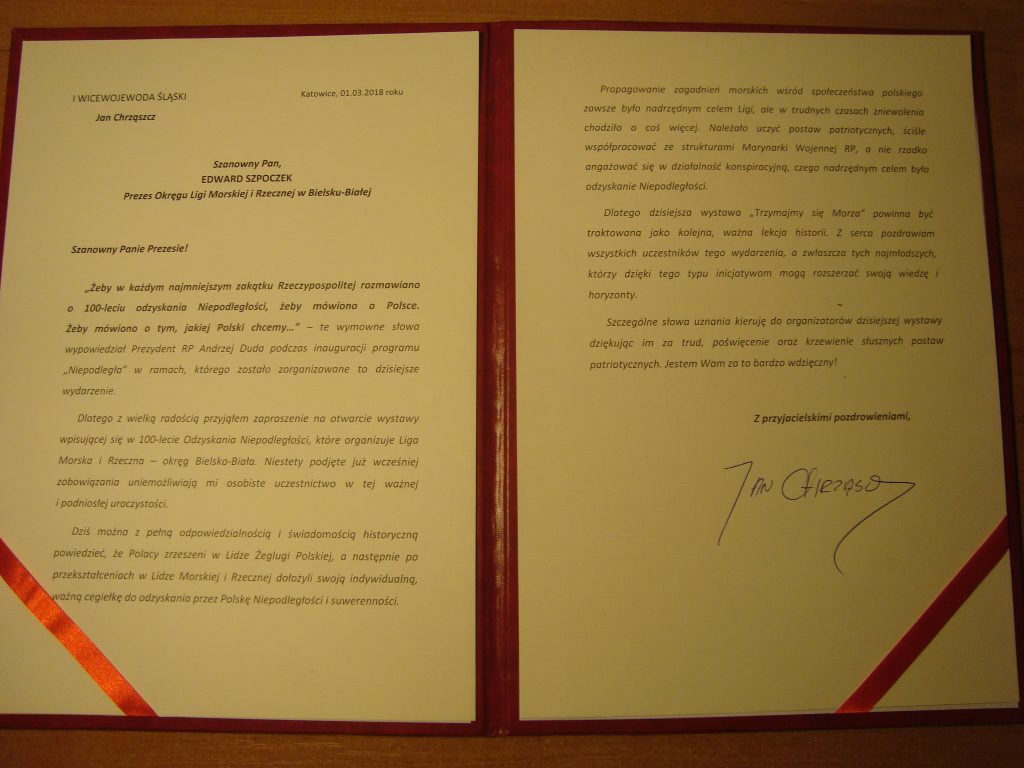 I WICEWOJEWODA ŚLĄSKI
Katowice, 01.03.2018 roku
Jan Chrząszcz
Szanowny Pan,
EDWARD SZPOCZEK
Prezes Okręgu Ligi Morskiej i Rzecznej w Bielsku-Białej
Szanowny Panie Prezesie!
„Żeby w każdym najmniejszym zakątku Rzeczypospolitej rozmawiano
o 100-leciu odzyskania Niepodległości, żeby mówiono o Polsce.
Żeby mówiono o tym, jakiej Polski chcemy…” – te wymowne słowa
wypowiedział Prezydent RP Andrzej Duda podczas inauguracji programu
„Niepodległa” w ramach, którego zostało zorganizowane to dzisiejsze
wydarzenie.
Dlatego z wielką radością przyjąłem zaproszenie na otwarcie wystawy
wpisującej się w 100-lecie Odzyskania Niepodległości, które organizuje Liga
Morska i Rzeczna – okręg Bielsko-Biała. Niestety podjęte już wcześniej
zobowiązania uniemożliwiają mi osobiste uczestnictwo w tej ważnej
i podniosłej uroczystości.
Dziś można z pełną odpowiedzialnością i świadomością historyczną
powiedzieć, że Polacy zrzeszeni w Lidze Żeglugi Polskiej, a następnie po
przekształceniach w Lidze Morskiej i Rzecznej dołożyli swoją indywidualną,
ważną cegiełkę do odzyskania przez Polskę Niepodległości i suwerenności.
Propagowanie zagadnień morskich wśród społeczeństwa polskiego
zawsze było nadrzędnym celem Ligi, ale w trudnych czasach zniewolenia
chodziło o coś więcej. Należało uczyć postaw patriotycznych, ściśle
współpracować ze strukturami Marynarki Wojennej RP, a nie rzadko
angażować się w działalność konspiracyjną, czego nadrzędnym celem było
odzyskanie Niepodległości.
Dlatego dzisiejsza wystawa „Trzymajmy się Morza” powinna być
traktowana jako kolejna, ważna lekcja historii. Z serca pozdrawiam
wszystkich uczestników tego wydarzenia, a zwłaszcza tych najmłodszych,
którzy dzięki tego typu inicjatywom mogą rozszerzać swoją wiedzę i
horyzonty.
Szczególne słowa uznania kieruję do organizatorów dzisiejszej wystawy
dziękując im za trud, poświęcenie oraz krzewienie słusznych postaw
patriotycznych. Jestem Wam za to bardzo wdzięczny!
Z przyjacielskimi pozdrowieniami,
JAN CHRZĄSZCZ